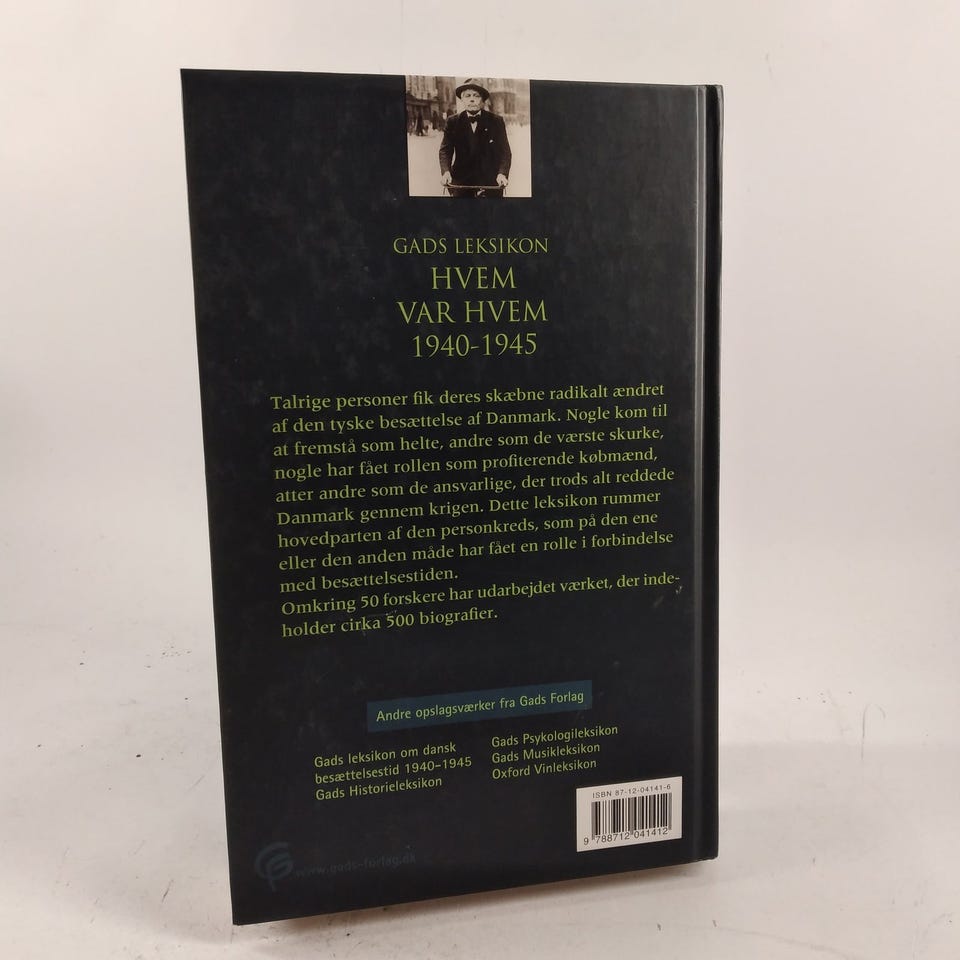 GADS LEKSIKON
HVEM
VAR HVEM
1940-1945
Talrige personer fik deres skæbne radikalt ændret
af den tyske besættelse af Danmark. Nogle kom til
at fremstå som helte, andre som de værste skurke,
nogle har fået rollen som profiterende købmænd,
atter andre som de ansvarlige, der trods alt reddede
Danmark gennem krigen. Dette leksikon rummer
hovedparten af den personkreds, som på den ene
eller den anden måde har fået en rolle i forbindelse
med besættelsestiden.
Omkring 50 forskere har udarbejdet værket, der inde-
holder cirka 500 biografier.
Andre opslagsværker fra Gads Forlag
Gads leksikon om dansk
besættelsestid 1940-1945
Gads Historieleksikon
Gads Psykologileksikon
Gads Musikleksikon
Oxford Vinleksikon
ISBN 87-12-04141-6
9 788712 041412
www.gads-forlag.dk